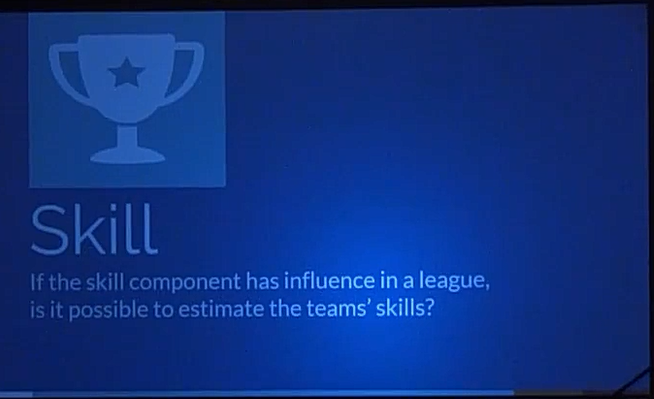 Skill
If the skill component has influence in a league,
is it possible to estimate the teams’ skills?